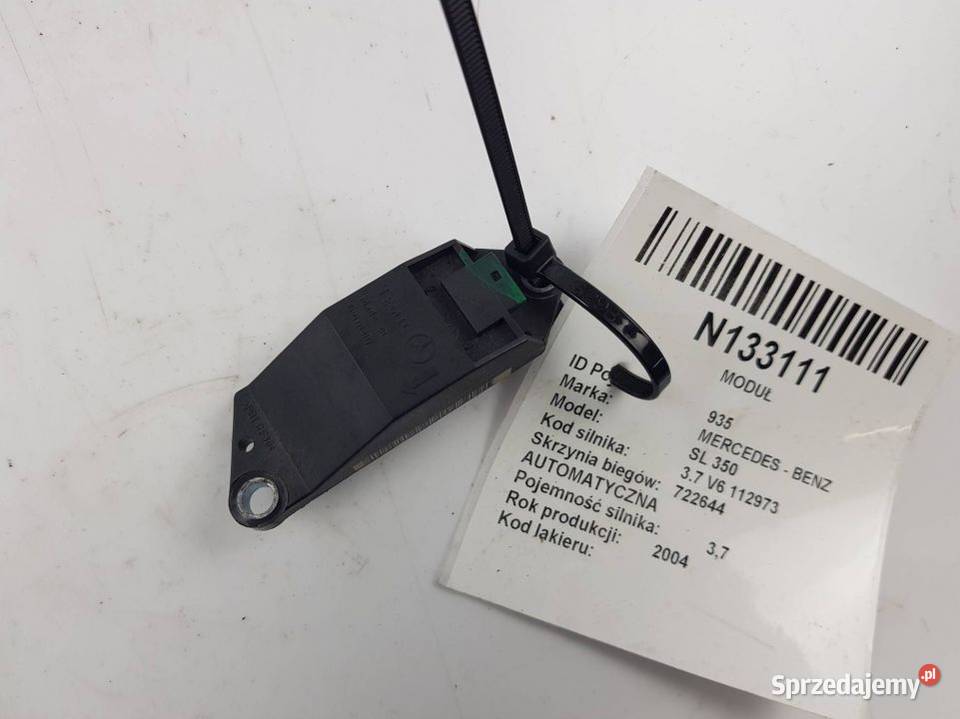 N133111
MODUŁ
ID Po
935
Marka: MERCEDES - BENZ
Model: SL 350
Kod silnika: 3.7 V6 112973
Skrzynia biegów: 722644
AUTOMATYCZNA
Pojemność silnika: 3,7
Rok produkcji: 2004
Kod lakieru:
Germany
Sprzedajemy.pl